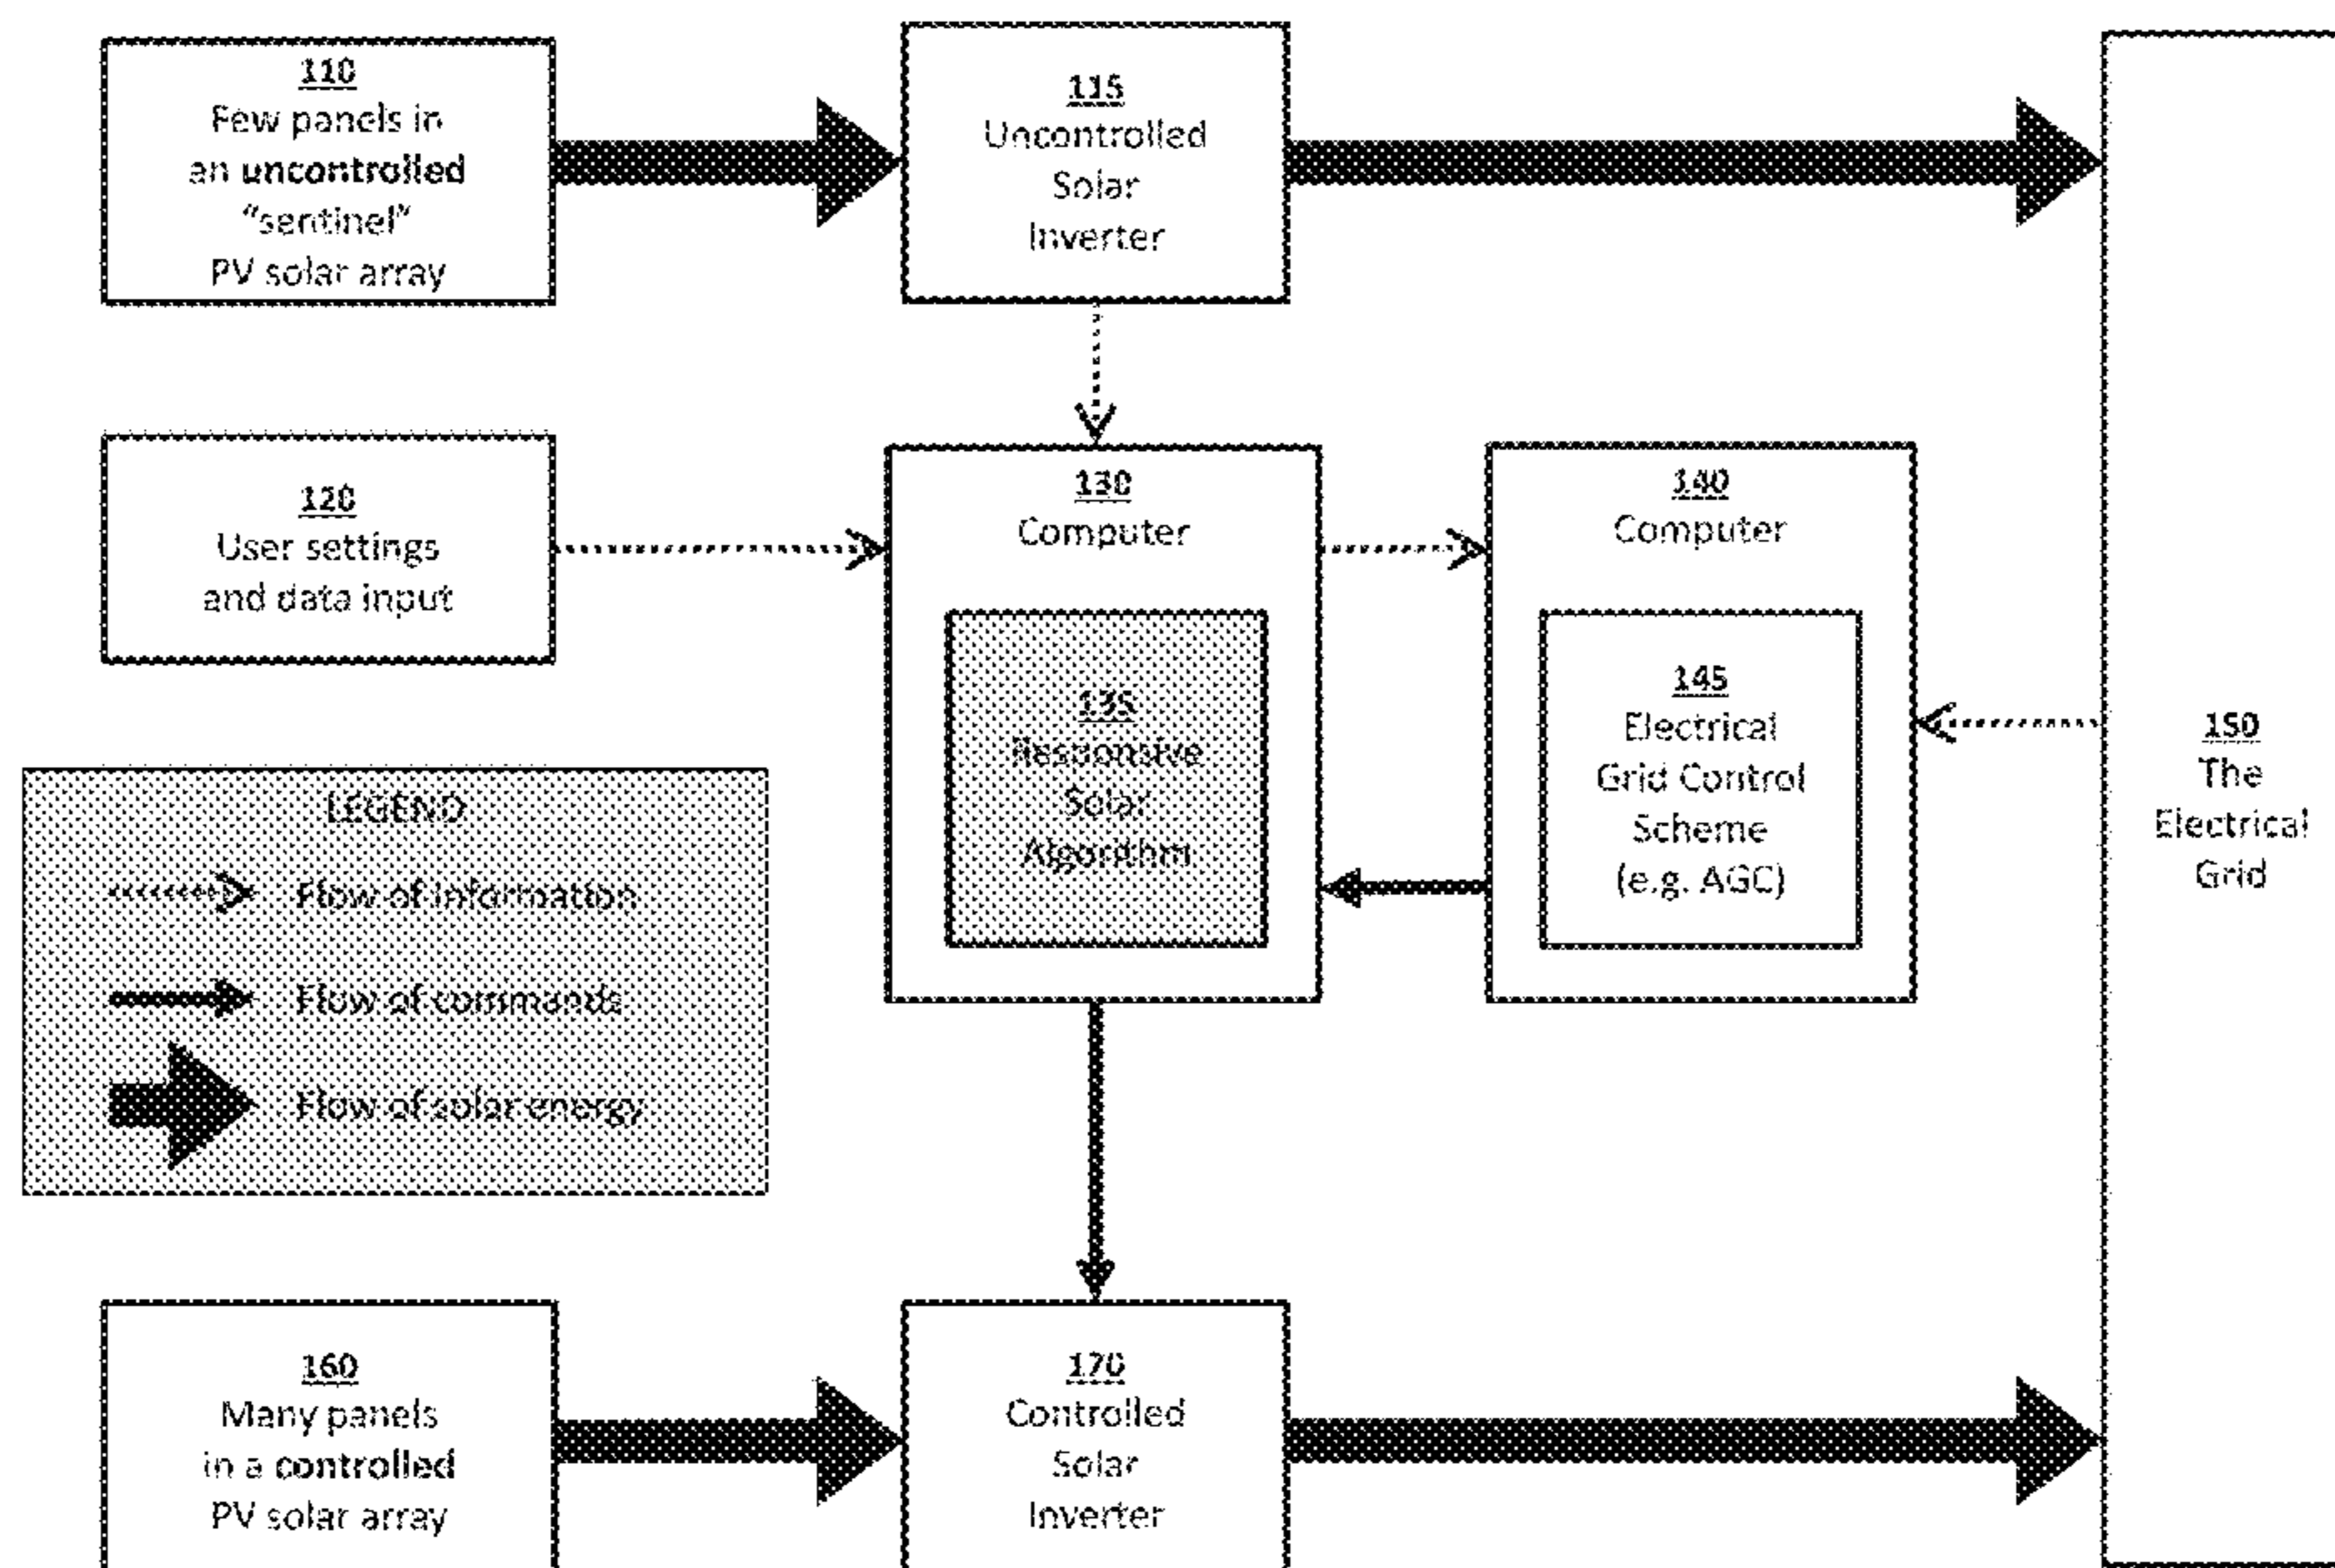 110
Few panels in
an uncontrolled
“sentinel”
PV solar array
115
Uncontrolled
Solar
Inverter
120
User settings
and data input
130
Computer
135
Responsive
Solar
Algorithm
140
Computer
145
Electrical
Grid Control
Scheme
(e.g. AGC)
150
The
Electrical
Grid
LEGEND
Flow of information
Flow of commands
Flow of solar energy
160
Many panels
in a controlled
PV solar array
170
Controlled
Solar
Inverter